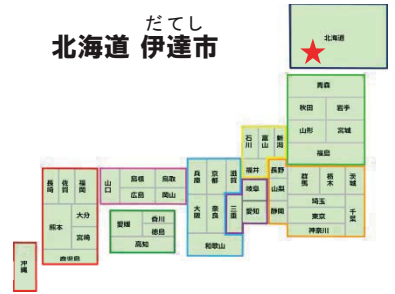 だてし
北海道 伊達市
北海道
青森
秋田 岩手
山形 宮城
福島
石川 富山 新潟
福井 長野
群馬 栃木 茨城
岐阜 山梨
埼玉
愛知 静岡
東京 千葉
神奈川
兵庫 京都 滋賀
大阪 奈良 三重
和歌山
山口 島根 鳥取
広島 岡山
愛媛 香川
徳島
高知
長崎 佐賀 福岡
熊本 大分
宮崎
鹿児島
沖縄